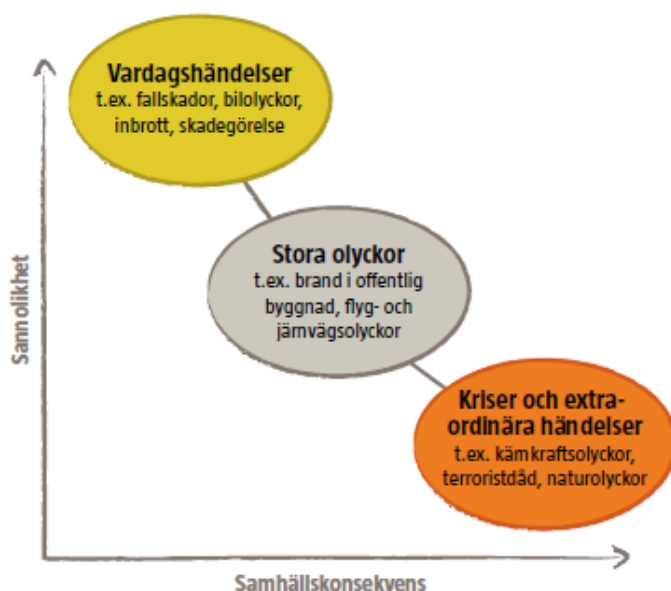 Vardagshändelser
t.ex. fallskador, bilolyckor,
inbrott, skadegörelse
Stora olyckor
t.ex. brand i offentlig
byggnad, flyg- och
järnvägsolyckor
Kriser och extra-
ordinära händelser
t.ex. kärnkraftsolyckor,
terroristdåd, naturolyckor
Sannolikhet
Samhällskonsekvens